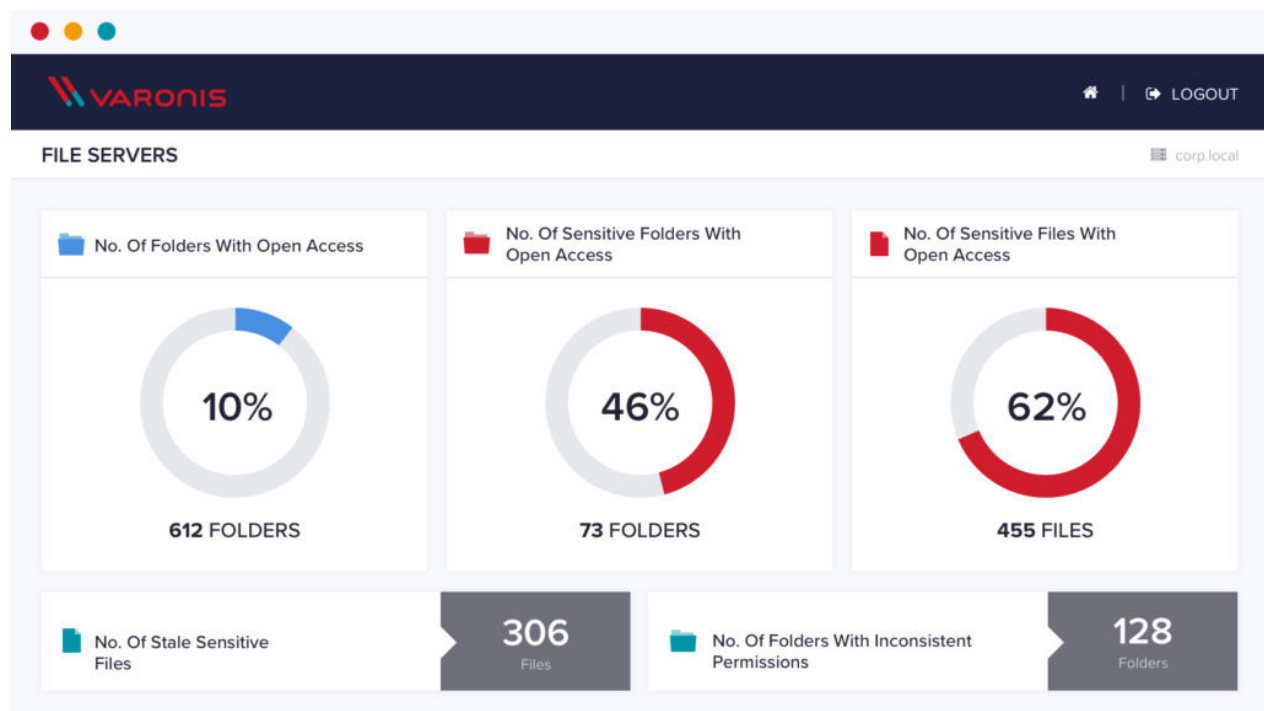 VARONIS
LOGOUT
FILE SERVERS
corp.local
No. Of Folders With Open Access
10%
612 FOLDERS
No. Of Sensitive Folders With
Open Access
46%
73 FOLDERS
No. Of Sensitive Files With
Open Access
62%
455 FILES
No. Of Stale Sensitive
Files
306
Files
No. Of Folders With Inconsistent
Permissions
128
Folders